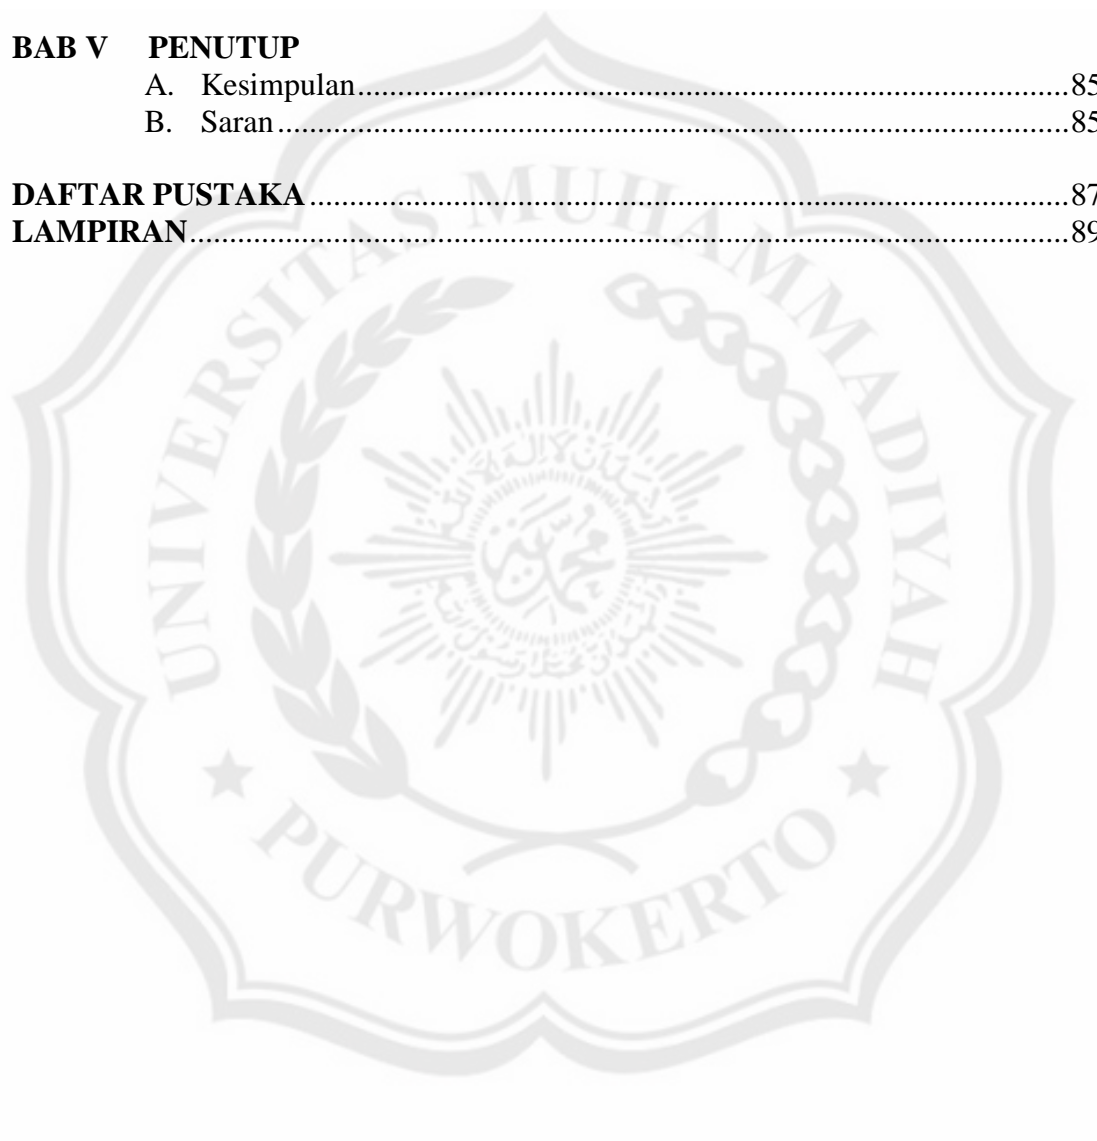 BAB V PENUTUP
A. Kesimpulan........................................................................................85
B. Saran..................................................................................................85
DAFTAR PUSTAKA..............................................................................................87
LAMPIRAN.............................................................................................................89
UNIVERSITAS MUHAMMADIYAH
PURWOKERTO